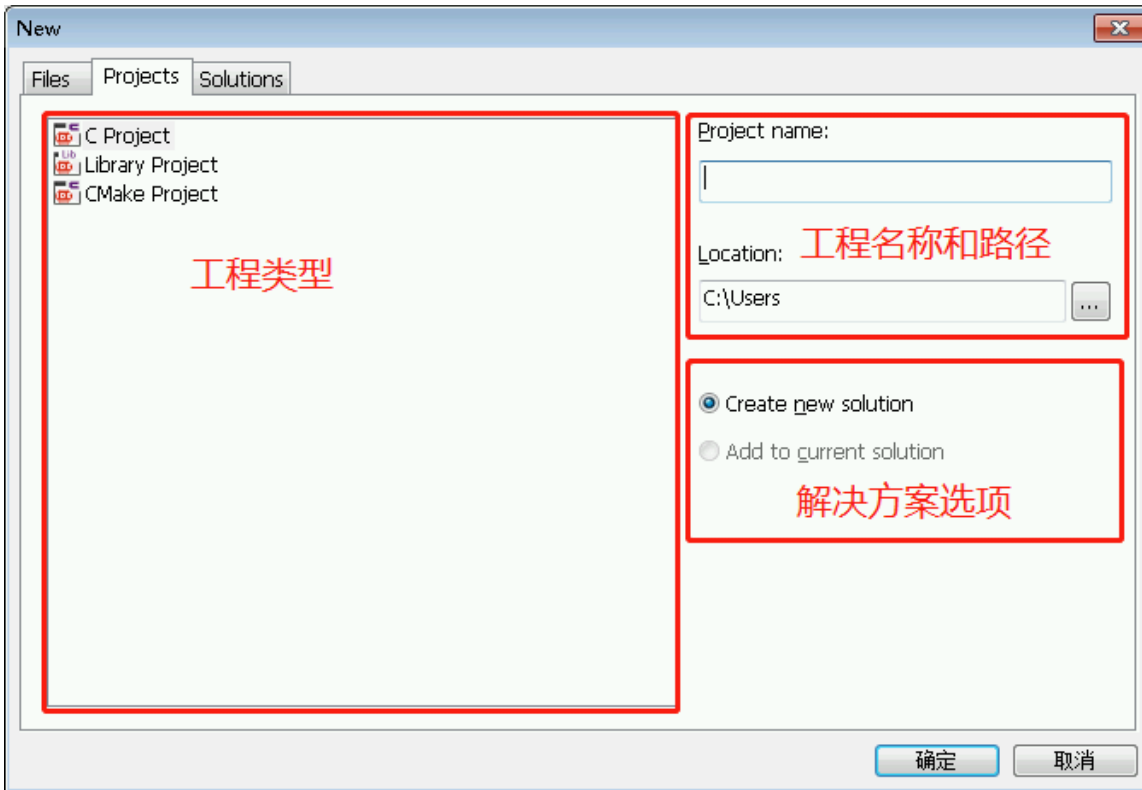 New
Files Projects Solutions
C Project
Library Project
CMake Project
工程类型
Project name:
Location:
工程名称和路径
C:\Users
...
Create new solution
Add to current solution
解决方案选项
确定 取消